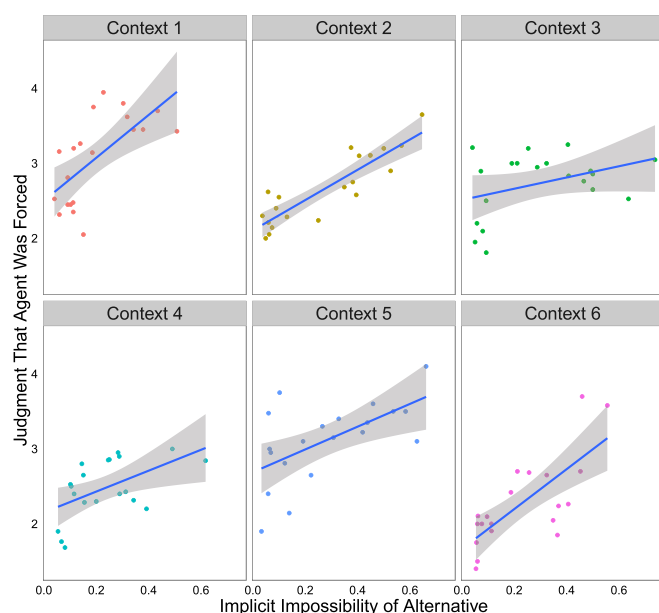 Context 1 Context 2 Context 3
4
3
2
Context 4 Context 5 Context 6
4
3
2
0.0 0.2 0.4 0.6 0.0 0.2 0.4 0.6 0.0 0.2 0.4 0.6
Judgment That Agent Was Forced
Implicit Impossibility of Alternative